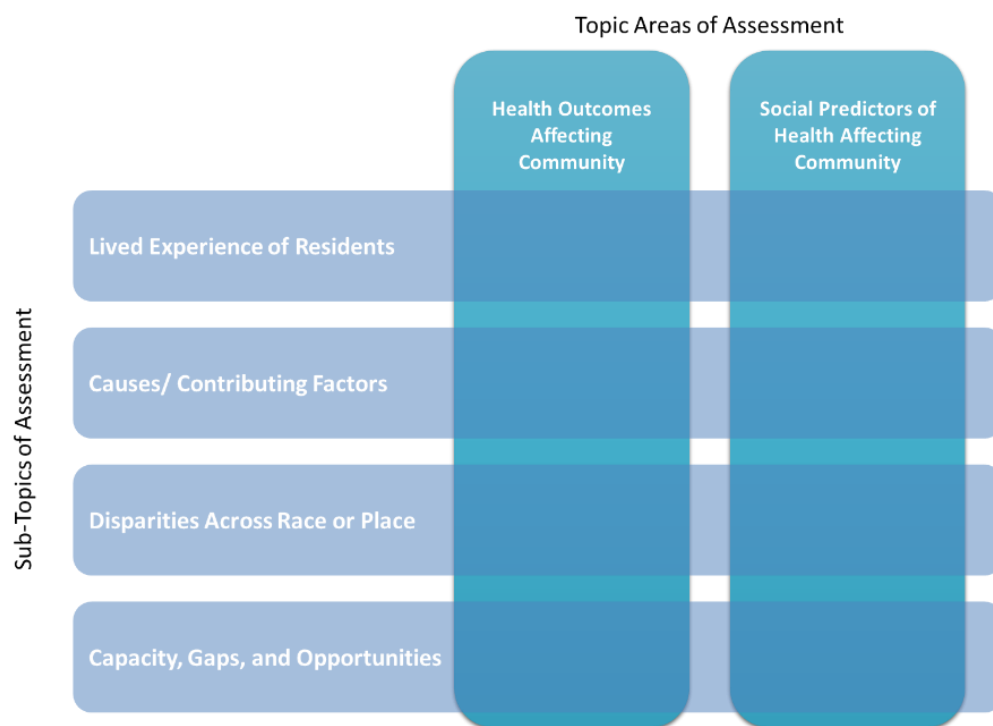 Topic Areas of Assessment
Health Outcomes
Affecting
Community
Social Predictors of
Health Affecting
Community
Sub-Topics of Assessment
Lived Experience of Residents
Causes/ Contributing Factors
Disparities Across Race or Place
Capacity, Gaps, and Opportunities